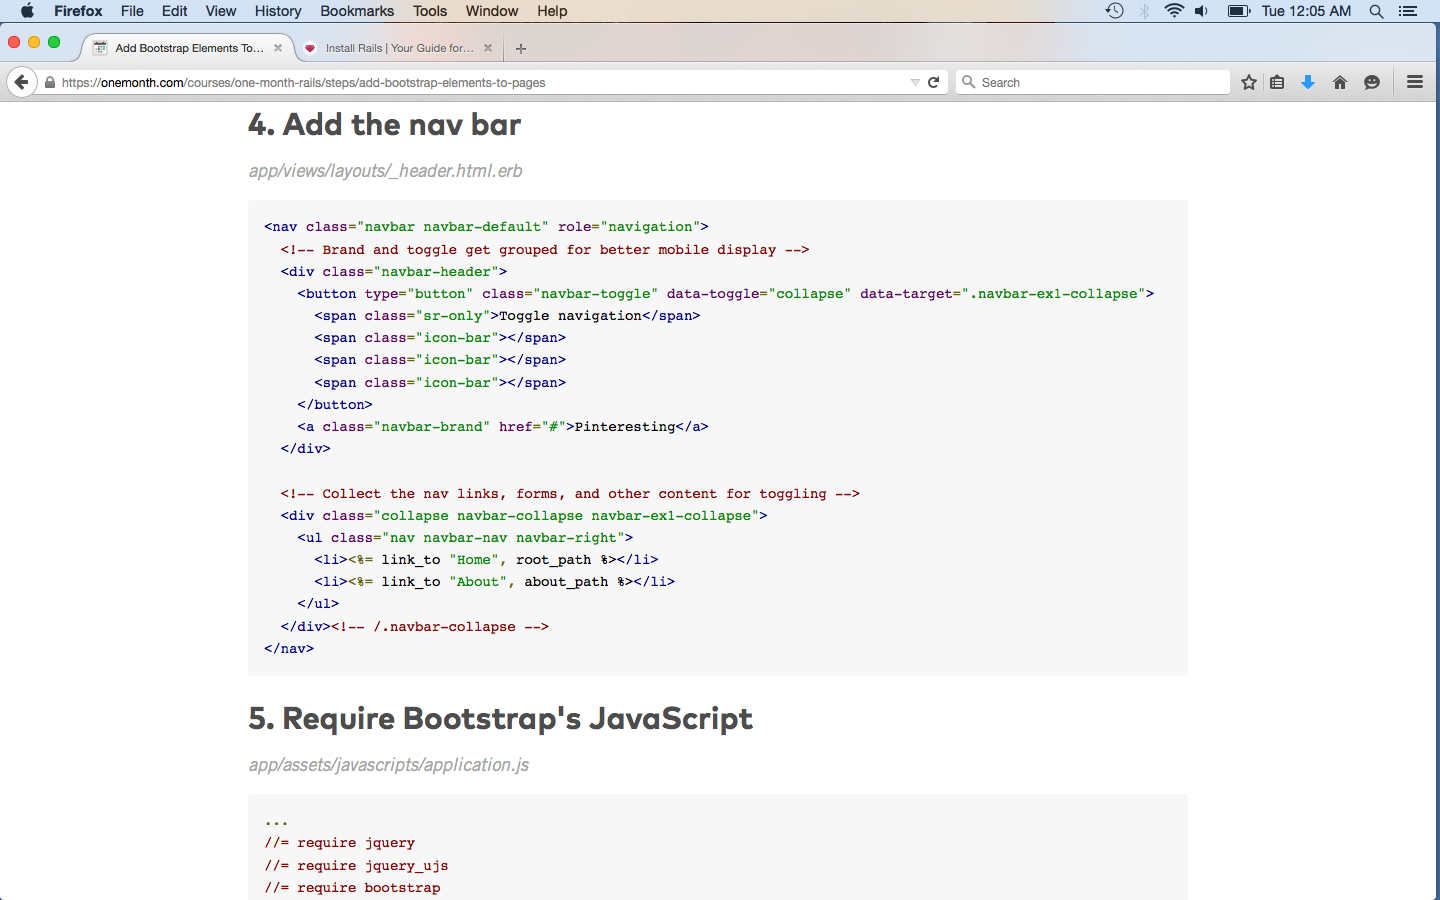 Firefox File Edit View History Bookmarks Tools Window Help Tue 12:05 AM
Add Bootstrap Elements To... Install Rails | Your Guide for...
https://onemonth.com/courses/one-month-rails/steps/add-bootstrap-elements-to-pages Search
4. Add the nav bar
app/views/layouts/_header.html.erb
<nav class="navbar navbar-default" role="navigation">
  <!-- Brand and toggle get grouped for better mobile display -->
  <div class="navbar-header">
    <button type="button" class="navbar-toggle" data-toggle="collapse" data-target=".navbar-ex1-collapse">
      <span class="sr-only">Toggle navigation</span>
      <span class="icon-bar"></span>
      <span class="icon-bar"></span>
      <span class="icon-bar"></span>
    </button>
    <a class="navbar-brand" href="#">Pinteresting</a>
  </div>
  <!-- Collect the nav links, forms, and other content for toggling -->
  <div class="collapse navbar-collapse navbar-ex1-collapse">
    <ul class="nav navbar-nav navbar-right">
      <li><%= link_to "Home", root_path %></li>
      <li><%= link_to "About", about_path %></li>
    </ul>
  </div><!-- /.navbar-collapse -->
</nav>
5. Require Bootstrap's JavaScript
app/assets/javascripts/application.js
...
//= require jquery
//= require jquery_ujs
//= require bootstrap